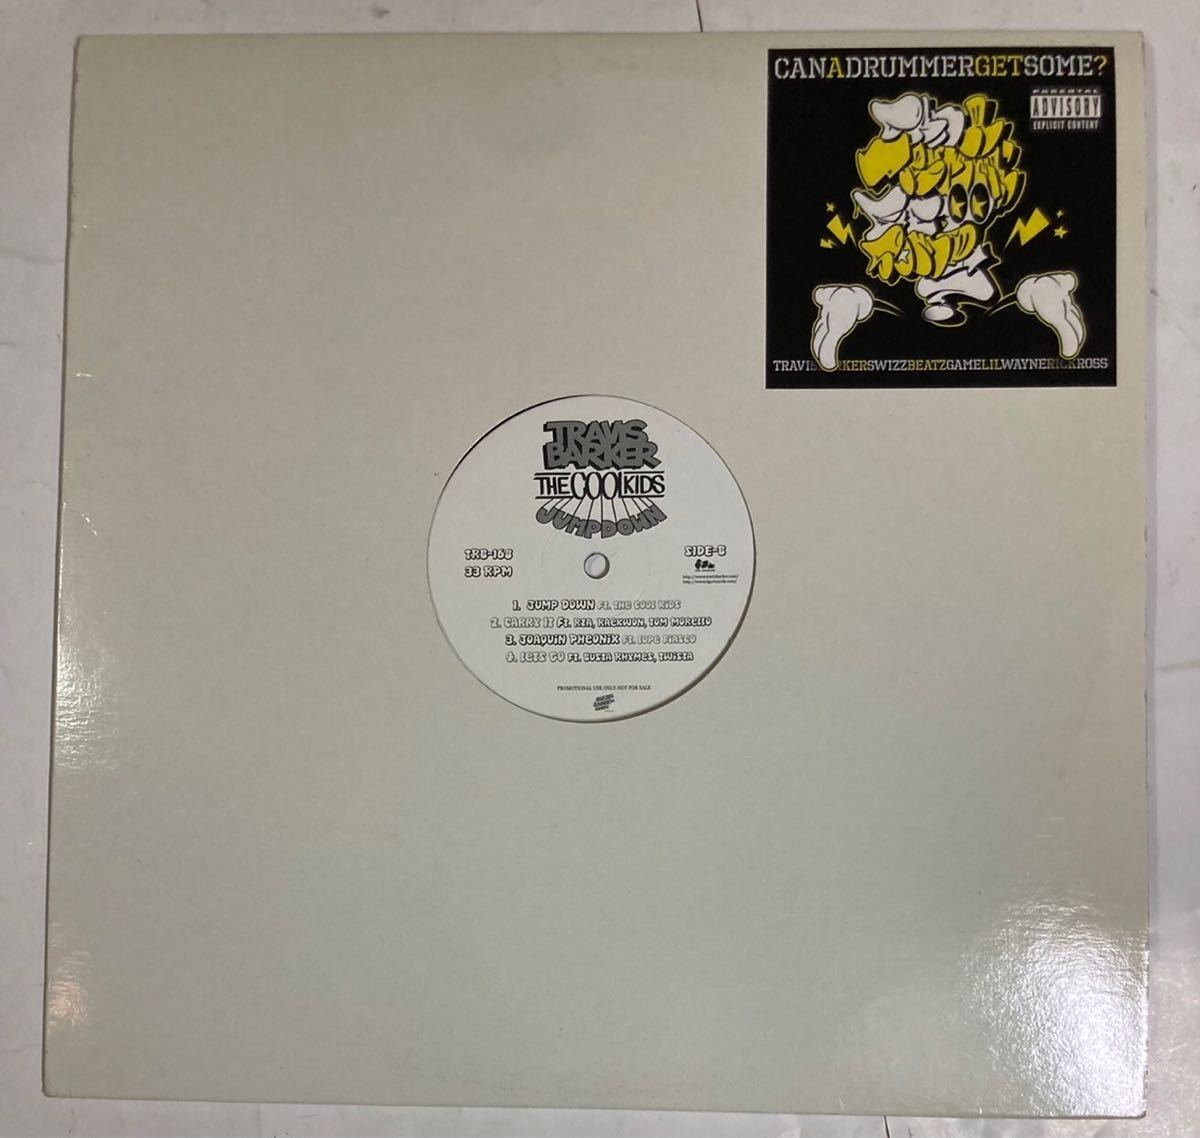 CANADRUMMERGETSOME?
PARENTAL
ADVISORY
EXPLICIT CONTENT
TRAVIS RKERSWIZZBEATZGAMELILWAYNERICKROSS
TRAVIS
BARKER
THE COOL KIDS
JUMPDOWN
TRB-168
33 RPM
SIDE-B
1. JUMP DOWN FT. THE COOL KIDS
2. CARRY IT FT. RZA, RAEKWON, TOM MORELLO
3. JOAQUIN PHEONIX FT. LUPE FIASCO
4. LETS GO FT. BUSTA RHYMES, TWISTA
PROMOTIONAL USE ONLY-NOT FOR SALE